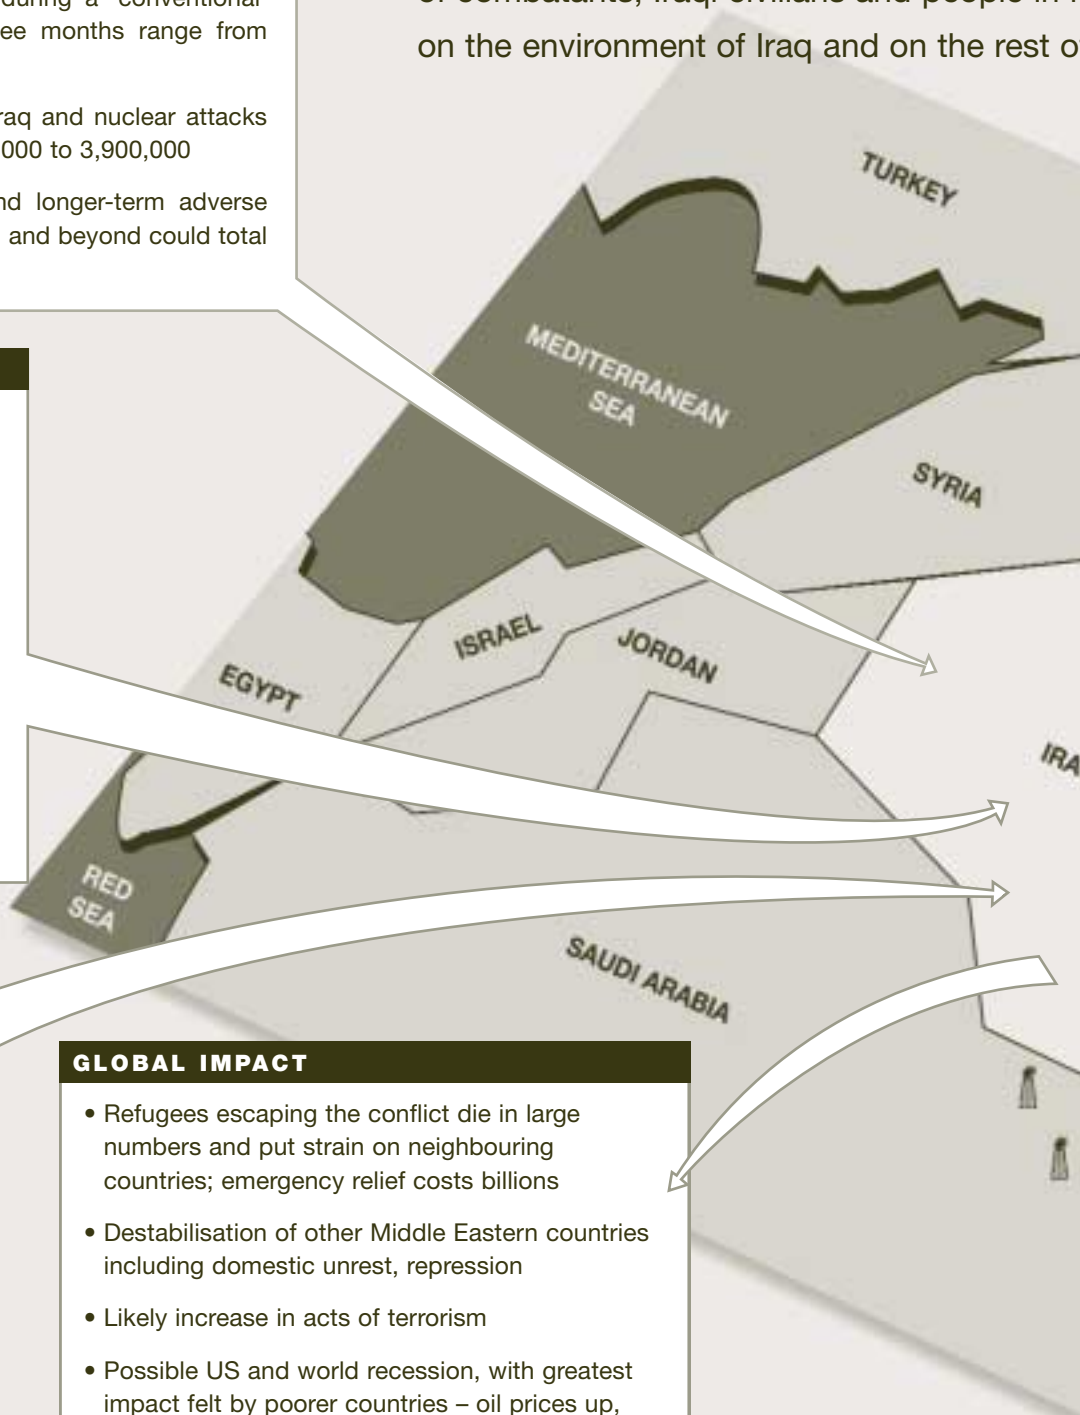 during a conventional
ee months range from
raq and nuclear attacks
000 to 3,900,000
nd longer-term adverse
and beyond could total
on the environment of Iraq and on the rest o
TURKEY
MEDITERRANEAN
SEA
SYRIA
ISRAEL
JORDAN
EGYPT
IRA
RED
SEA
SAUDI ARABIA
GLOBAL IMPACT
• Refugees escaping the conflict die in large
numbers and put strain on neighbouring
countries; emergency relief costs billions
• Destabilisation of other Middle Eastern countries
including domestic unrest, repression
• Likely increase in acts of terrorism
• Possible US and world recession, with greatest
impact felt by poorer countries – oil prices up,